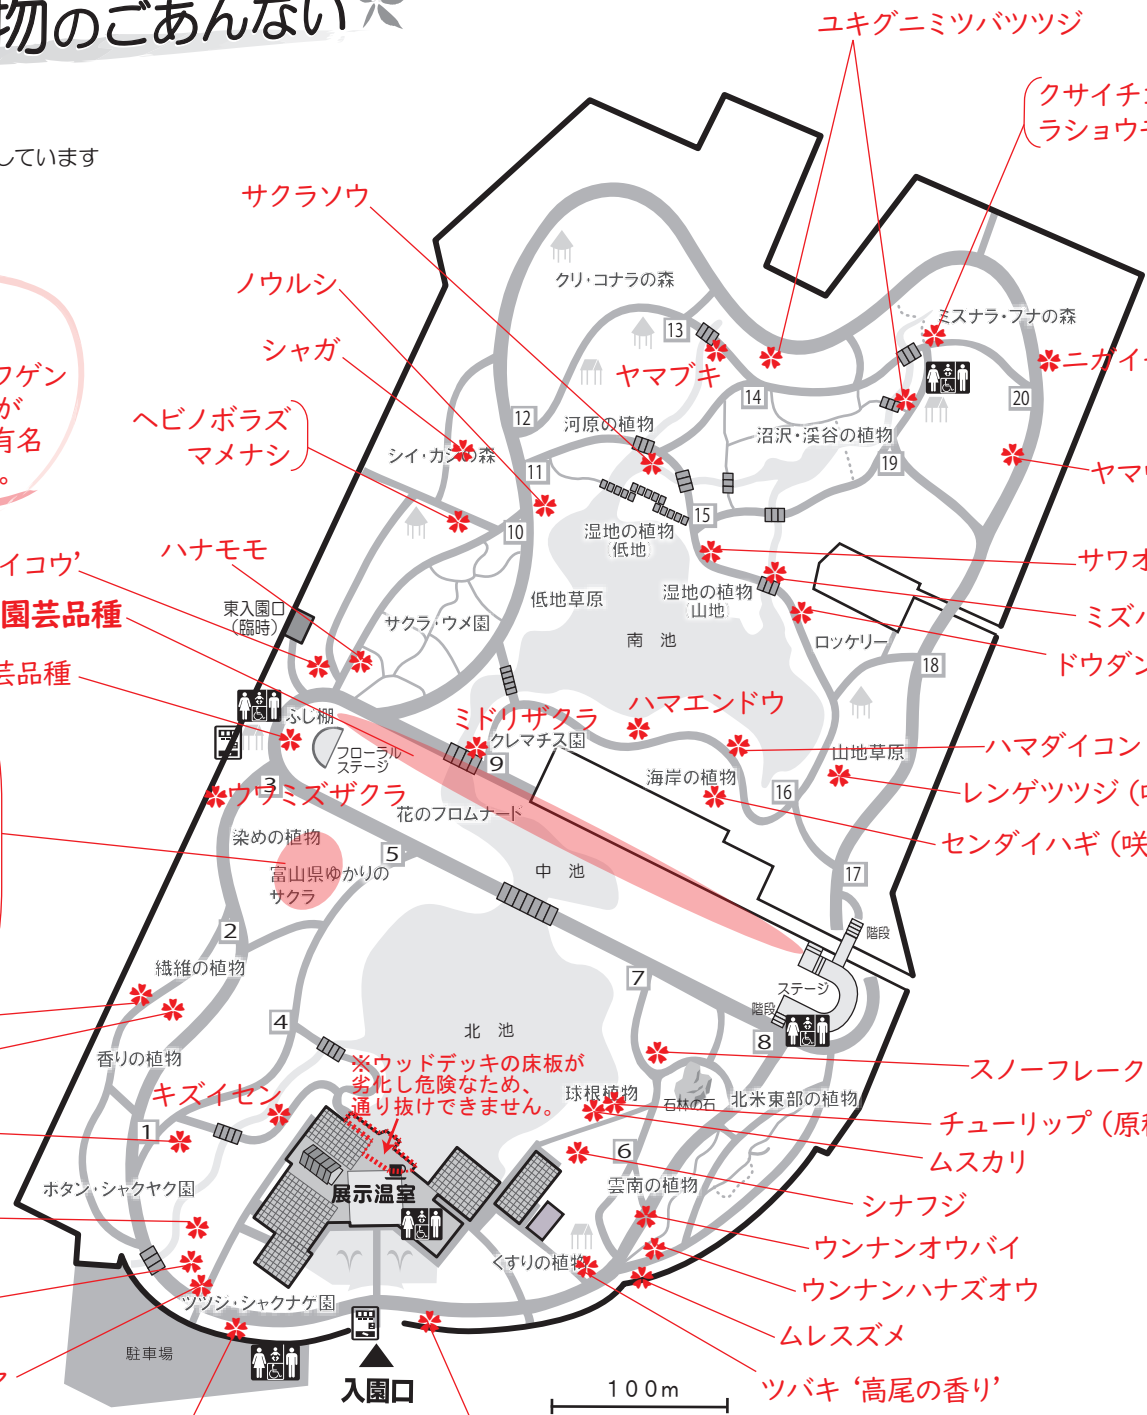 物のごあんない
しています
ユキグニミツバツツジ
クサイチ
ラショウ
サクラソウ
ノウルシ
シャガ
ヘビノボラズ
マメナシ
クリ・コナラの森
ミズナラ・ブナの森
13
ヤマブキ
ニガイ
12
14
20
河原の植物
沼沢・渓谷の植物
シイ・カシの森
11
19
ヤマ
ワゲン
が
有名
。
10
15
湿地の植物
低地
サワオ
ハナモモ
イコウ’
園芸品種
芸品種
東入園口
(臨時)
低地草原
湿地の植物
山地
ミズバ
サクラ・ウメ園
南 池
ロッケリー
ドウダン
18
ふじ棚
ミドリザクラ
ハマエンドウ
クレマチス園
ハマダイコン
フローラル
ステージ
9
海岸の植物
山地草原
3
ウワミズザクラ
16
レンゲツツジ（
花のプロムナード
センダイハギ（咲
染めの植物
5
富山県ゆかりの
サクラ
中 池
17
2
階段
繊維の植物
7
ステージ
階段
4
北 池
8
香りの植物
※ウッドデッキの床板が
劣化し危険なため、
通り抜けできません。
スノーフレーク
キズイセン
球根植物
石林の石
北米東部の植物
チューリップ（原
1
6
ムスカリ
ボタン・シャクヤク園
展示温室
雲南の植物
シナフジ
ウンナンオウバイ
くすりの植物
ウンナンハナズオウ
ツツジ・シャクナゲ園
ムレスズメ
駐車場
入園口
100m
ツバキ ‘高尾の香り’